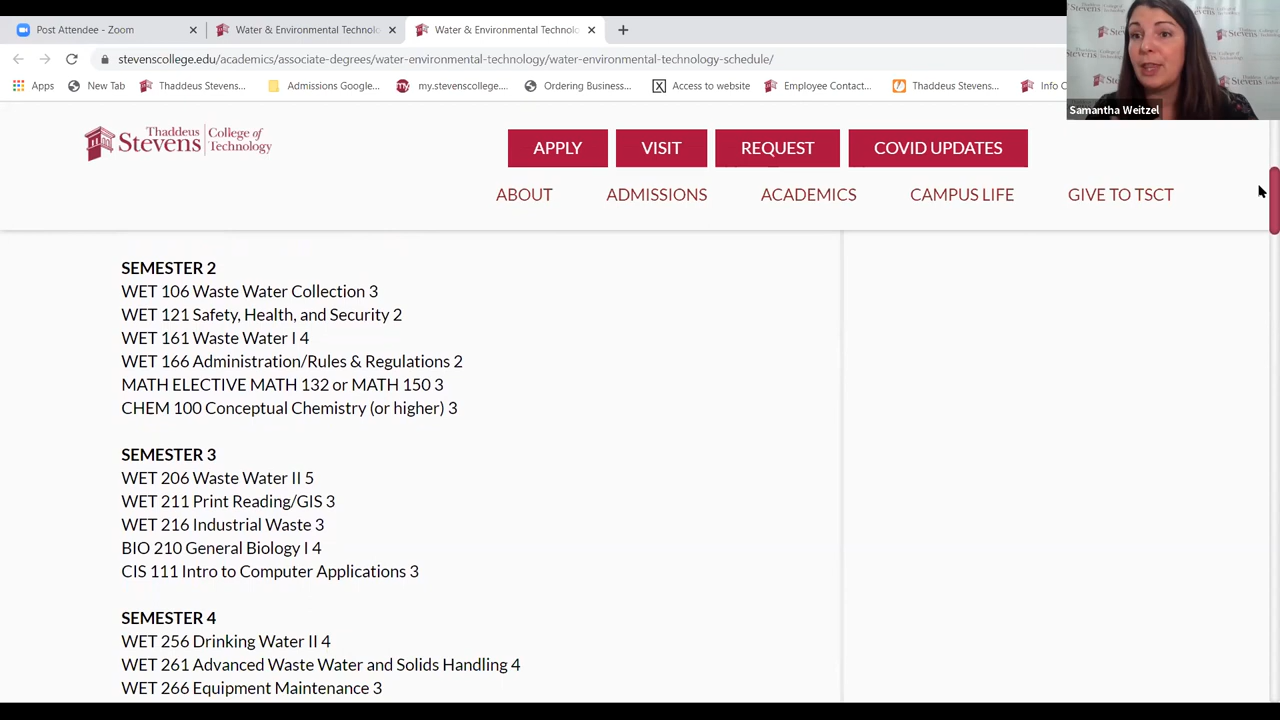 Post Attendee - Zoom
Water & Environmental Technolo
Water & Environmental Technolo
stevenscollege.edu/academics/associate-degrees/water-environmental-technology/water-environmental-technology-schedule/
Apps
New Tab
Thaddeus Stevens...
Admissions Google...
my.stevenscollege....
Ordering Business...
Access to website
Employee Contact...
Thaddeus Stevens...
Info C
Samantha Weitzel
Thaddeus Stevens College of Technology
APPLY
VISIT
REQUEST
COVID UPDATES
ABOUT
ADMISSIONS
ACADEMICS
CAMPUS LIFE
GIVE TO TSCT
SEMESTER 2
WET 106 Waste Water Collection 3
WET 121 Safety, Health, and Security 2
WET 161 Waste Water I 4
WET 166 Administration/Rules & Regulations 2
MATH ELECTIVE MATH 132 or MATH 150 3
CHEM 100 Conceptual Chemistry (or higher) 3
SEMESTER 3
WET 206 Waste Water II 5
WET 211 Print Reading/GIS 3
WET 216 Industrial Waste 3
BIO 210 General Biology I 4
CIS 111 Intro to Computer Applications 3
SEMESTER 4
WET 256 Drinking Water II 4
WET 261 Advanced Waste Water and Solids Handling 4
WET 266 Equipment Maintenance 3